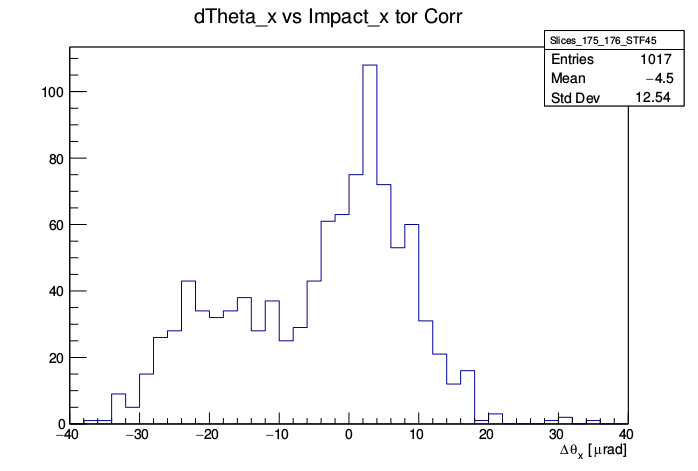 dTheta_x vs Impact_x tor Corr
Slices_175_176_STF45
Entries 1017
Mean −4.5
Std Dev 12.54
100
80
60
40
20
0
−40 −30 −20 −10 0 10 20 30 40
Δθx [μrad]